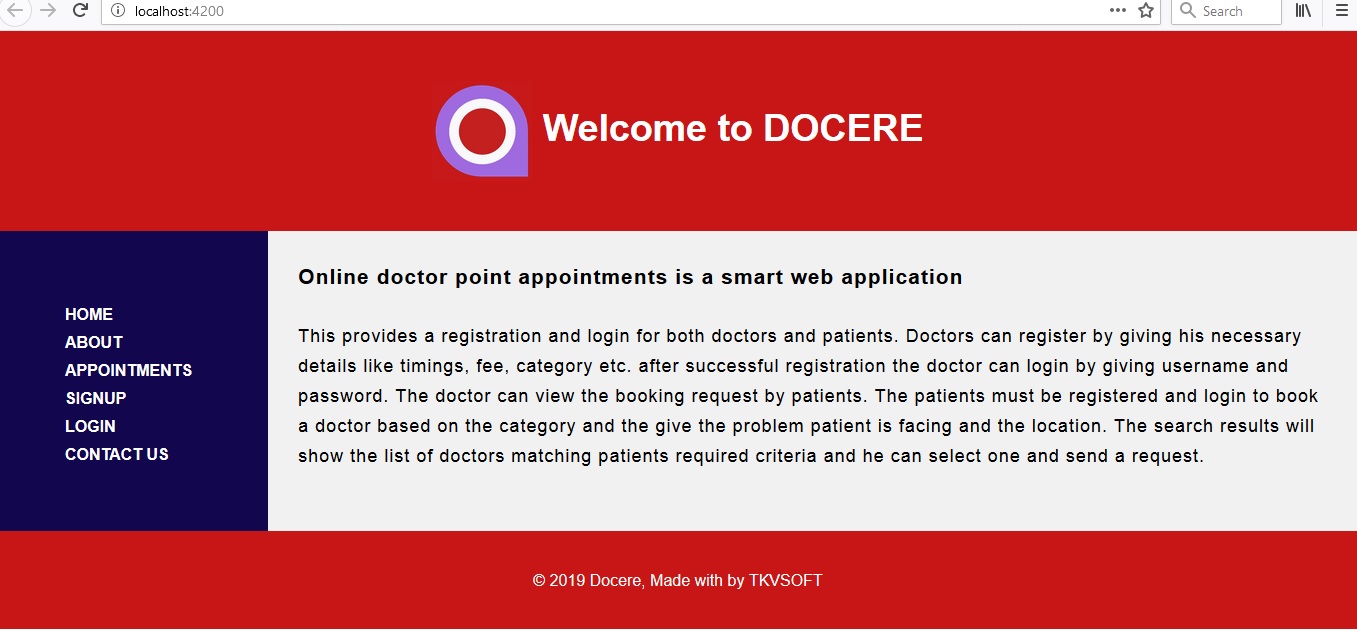 localhost:4200
Search
Welcome to DOCERE
HOME
ABOUT
APPOINTMENTS
SIGNUP
LOGIN
CONTACT US
Online doctor point appointments is a smart web application
This provides a registration and login for both doctors and patients. Doctors can register by giving his necessary
details like timings, fee, category etc. after successful registration the doctor can login by giving username and
password. The doctor can view the booking request by patients. The patients must be registered and login to book
a doctor based on the category and the give the problem patient is facing and the location. The search results will
show the list of doctors matching patients required criteria and he can select one and send a request.
© 2019 Docere, Made with by TKVSOFT